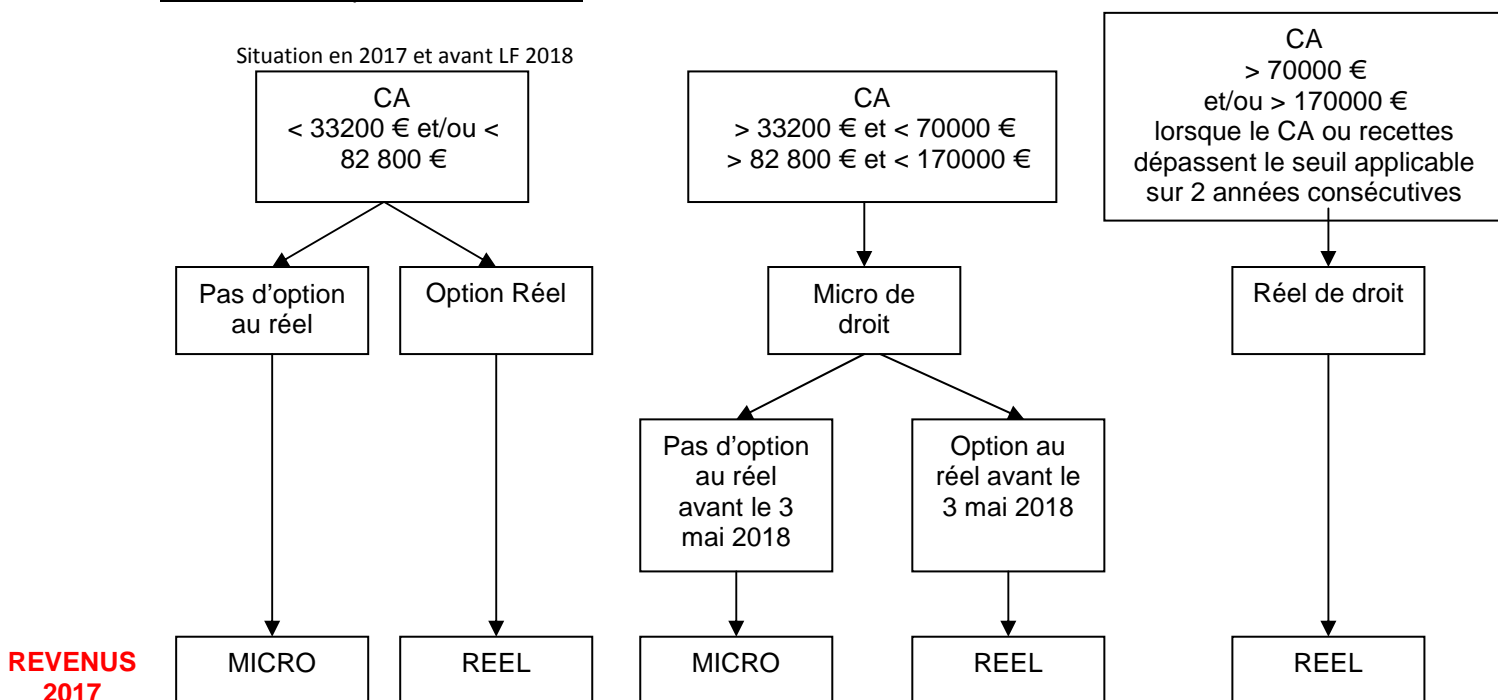 Situation en 2017 et avant LF 2018
CA
< 33200 € et/ou <
82 800 €
CA
> 33200 € et < 70000 €
> 82 800 € et < 170000 €
CA
> 70000 €
et/ou > 170000 €
lorsque le CA ou recettes
dépassent le seuil applicable
sur 2 années consécutives
Pas d’option
au réel
Option Réel
Micro de
droit
Réel de droit
Pas d’option
au réel
avant le 3
mai 2018
Option au
réel avant le
3 mai 2018
REVENUS
2017
MICRO
REEL
MICRO
REEL
REEL